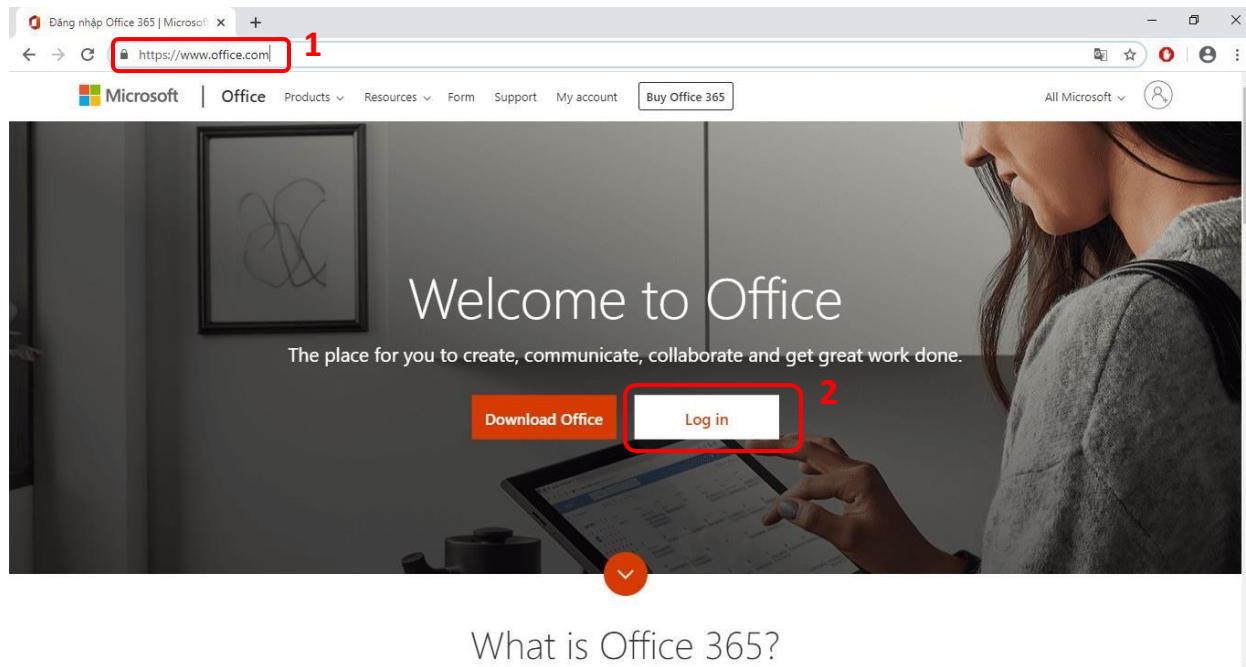 Đăng nhập Office 365 | Microsof
https://www.office.com
1
Microsoft | Office Products Resources Form Support My account Buy Office 365 All Microsoft
Welcome to Office
The place for you to create, communicate, collaborate and get great work done.
Download Office Log in 2
What is Office 365?